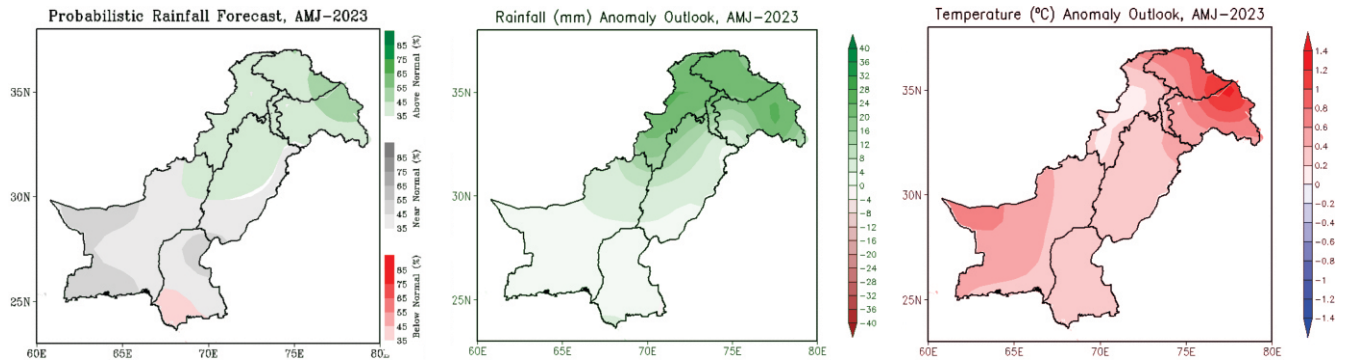 Probabilistic Rainfall Forecast, AMJ-2023
35N
30N
25N
60E 65E 70E 75E 80E
85
75
65
55
45
35
Above Normal (%)
85
75
65
55
45
35
Near Normal (%)
85
75
65
55
45
35
Below Normal (%)
Rainfall (mm) Anomaly Outlook, AMJ-2023
35N
30N
25N
60E 65E 70E 75E 80E
40
36
32
28
24
20
16
12
8
4
-4
-8
-12
-16
-20
-24
-28
-32
-36
-40
Temperature (ºC) Anomaly Outlook, AMJ-2023
35N
30N
25N
60E 65E 70E 75E 80E
1.4
1.2
1
0.8
0.6
0.4
0.2
0
-0.2
-0.4
-0.6
-0.8
-1
-1.2
-1.4